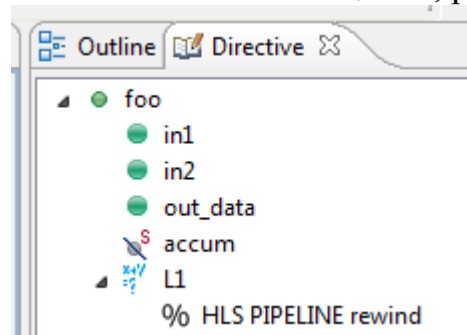 Outline Directive
foo
in1
in2
out_data
S accum
x+y
=? L1
% HLS PIPELINE rewind